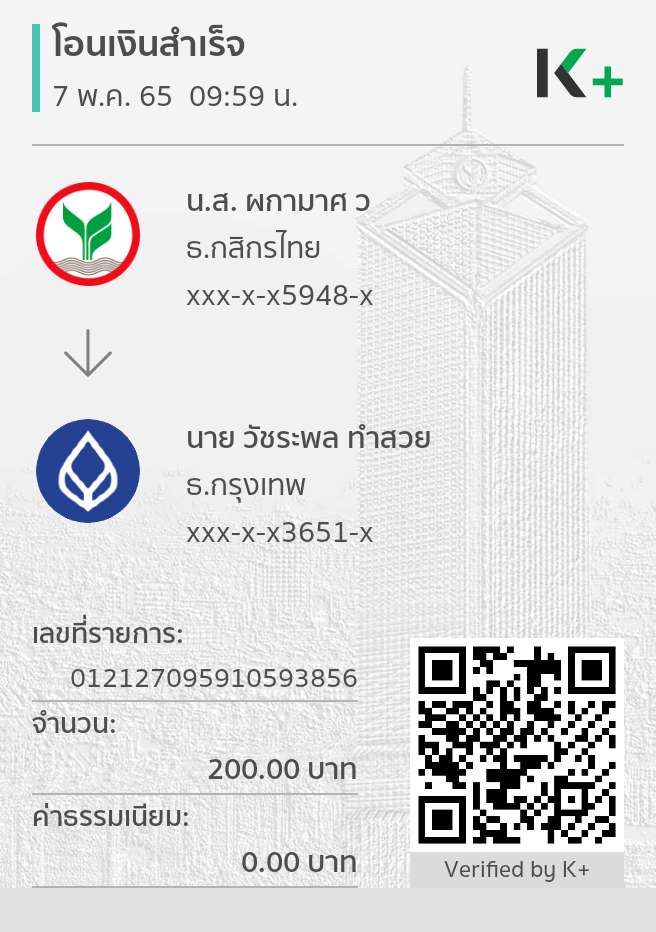 โอนเงินสำเร็จ
7 พ.ค. 65  09:59 น.
K+
น.ส. ผกามาศ ว
ธ.กสิกรไทย
xxx-x-x5948-x
นาย วัชระพล ทำสวย
ธ.กรุงเทพ
xxx-x-x3651-x
เลขที่รายการ:
012127095910593856
จำนวน:
200.00 บาท
ค่าธรรมเนียม:
0.00 บาท
Verified by K+